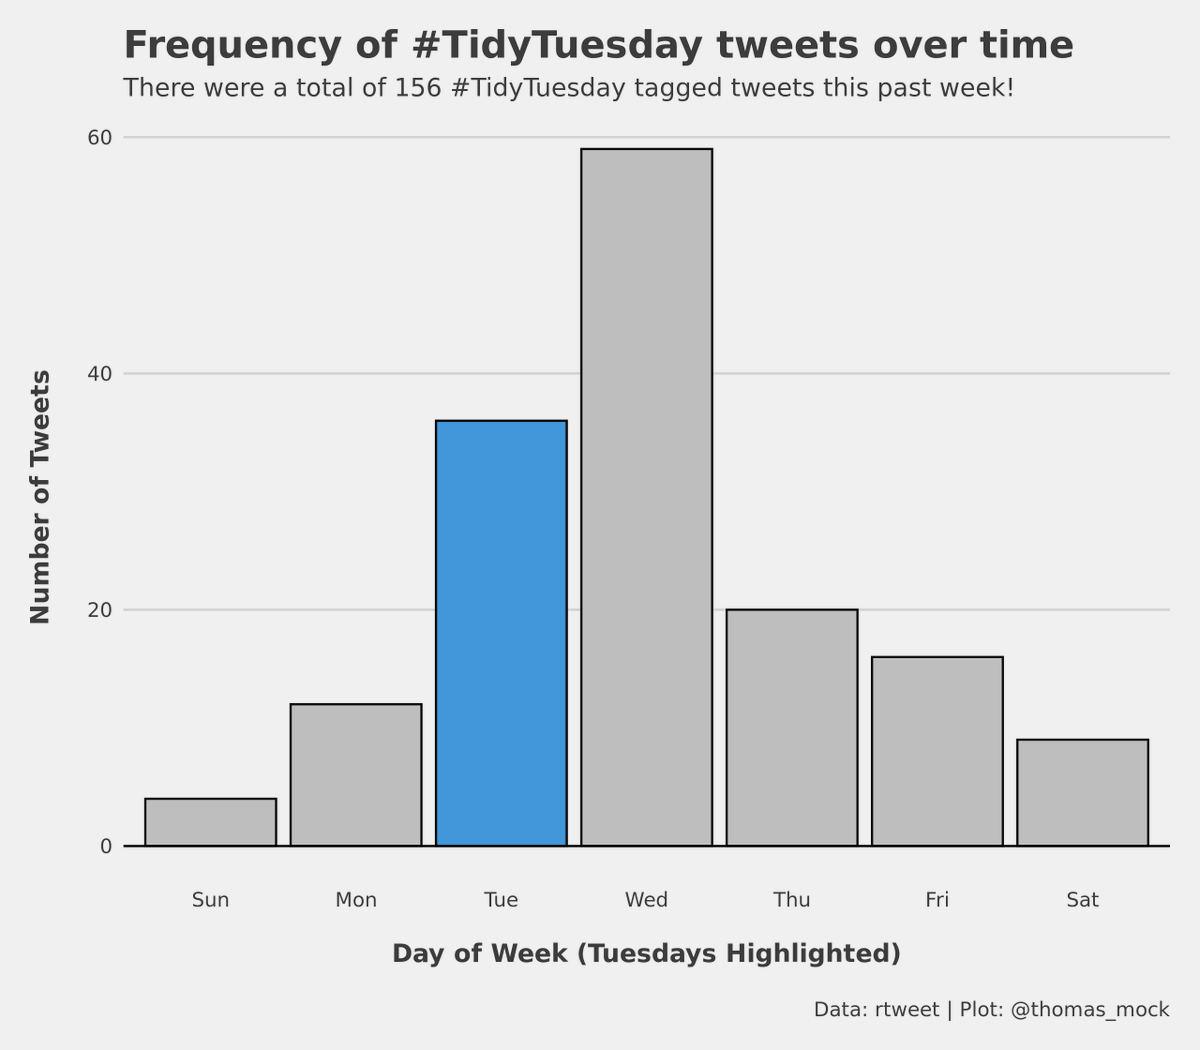 Frequency of #TidyTuesday tweets over time
There were a total of 156 #TidyTuesday tagged tweets this past week!
60
40
20
0
Number of Tweets
Sun Mon Tue Wed Thu Fri Sat
Day of Week (Tuesdays Highlighted)
Data: rtweet | Plot: @thomas_mock